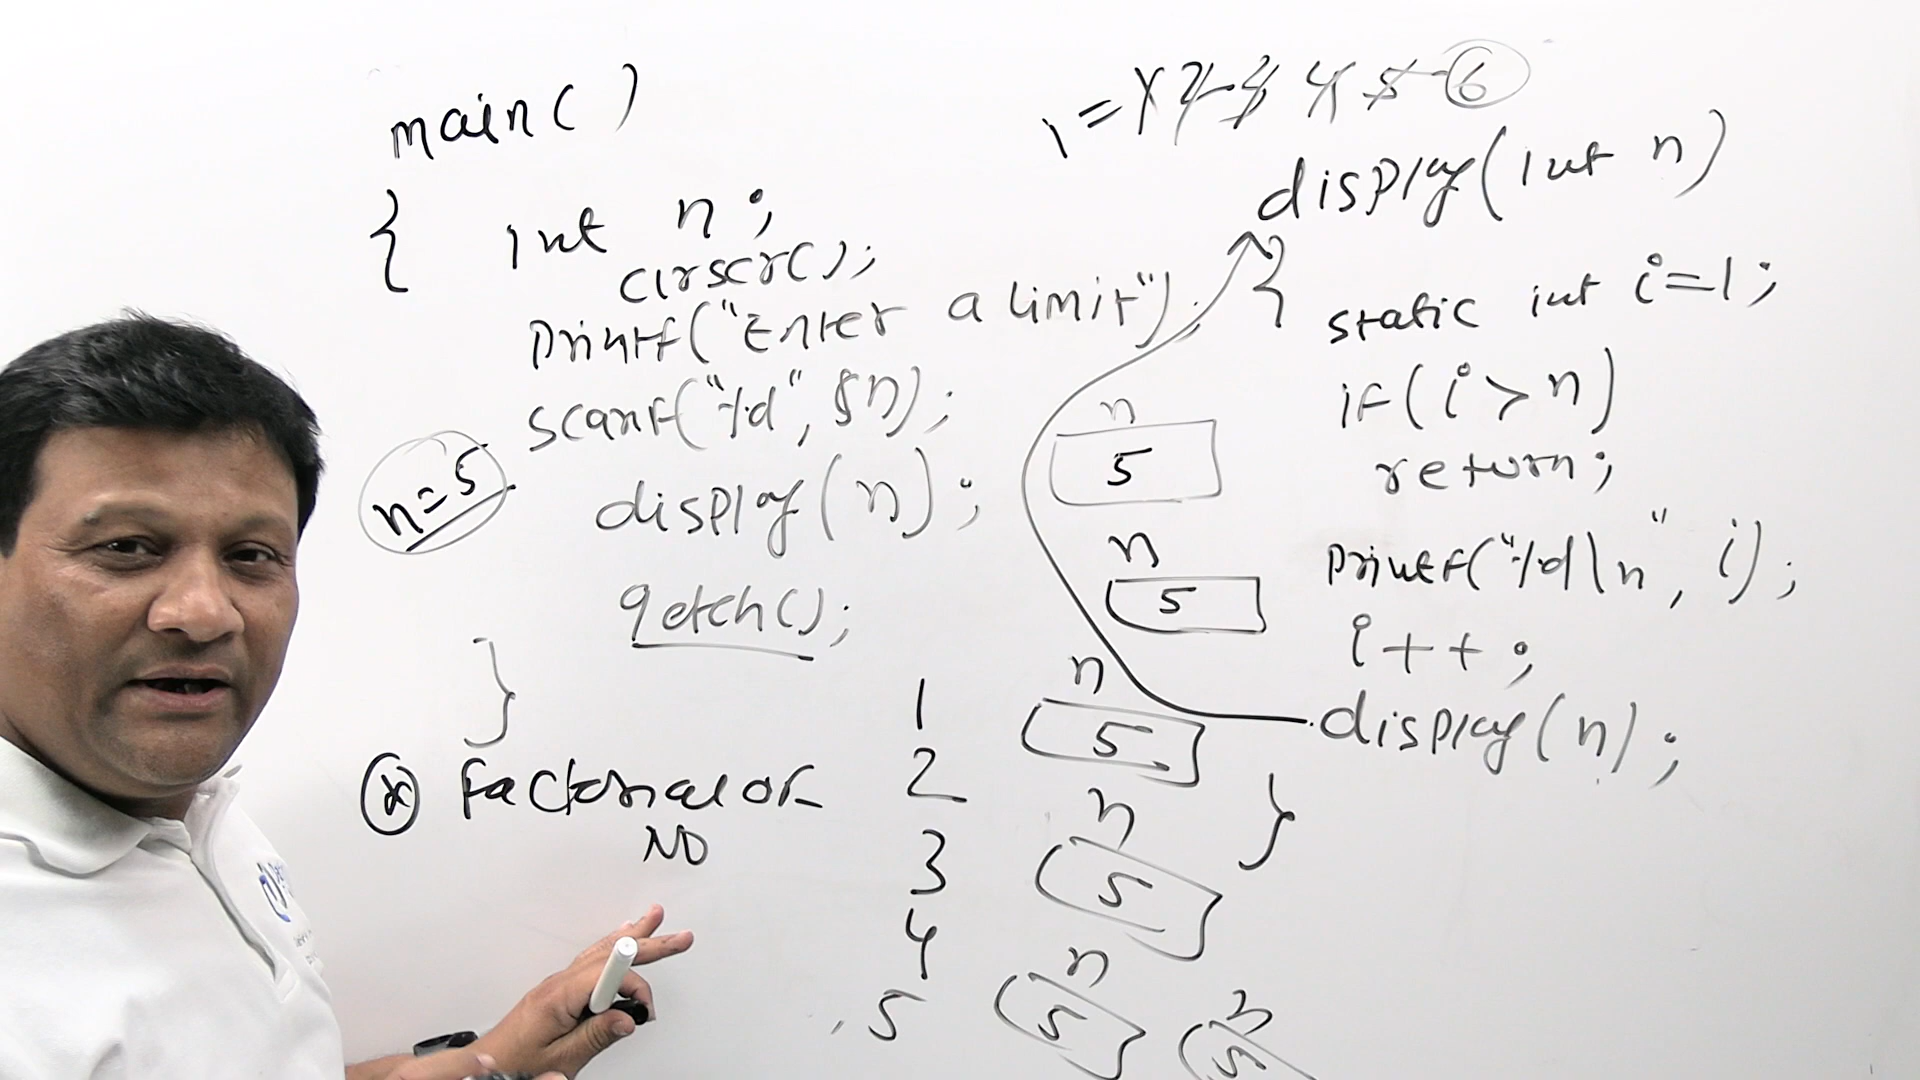 main()
{ int n;
clrscr();
printf("Enter a limit");
scanf("%d", &n);
n=5
display(n);
getch();
}
* Factorial of
NO
1
2
3
4
5
i = 1 2 3 4 5 6
display(int n)
{
static int i=1;
if(i>n)
return;
printf("%d\n", i);
i++;
display(n);
}
n
5
n
5
n
5
n
5
n
5
n
5